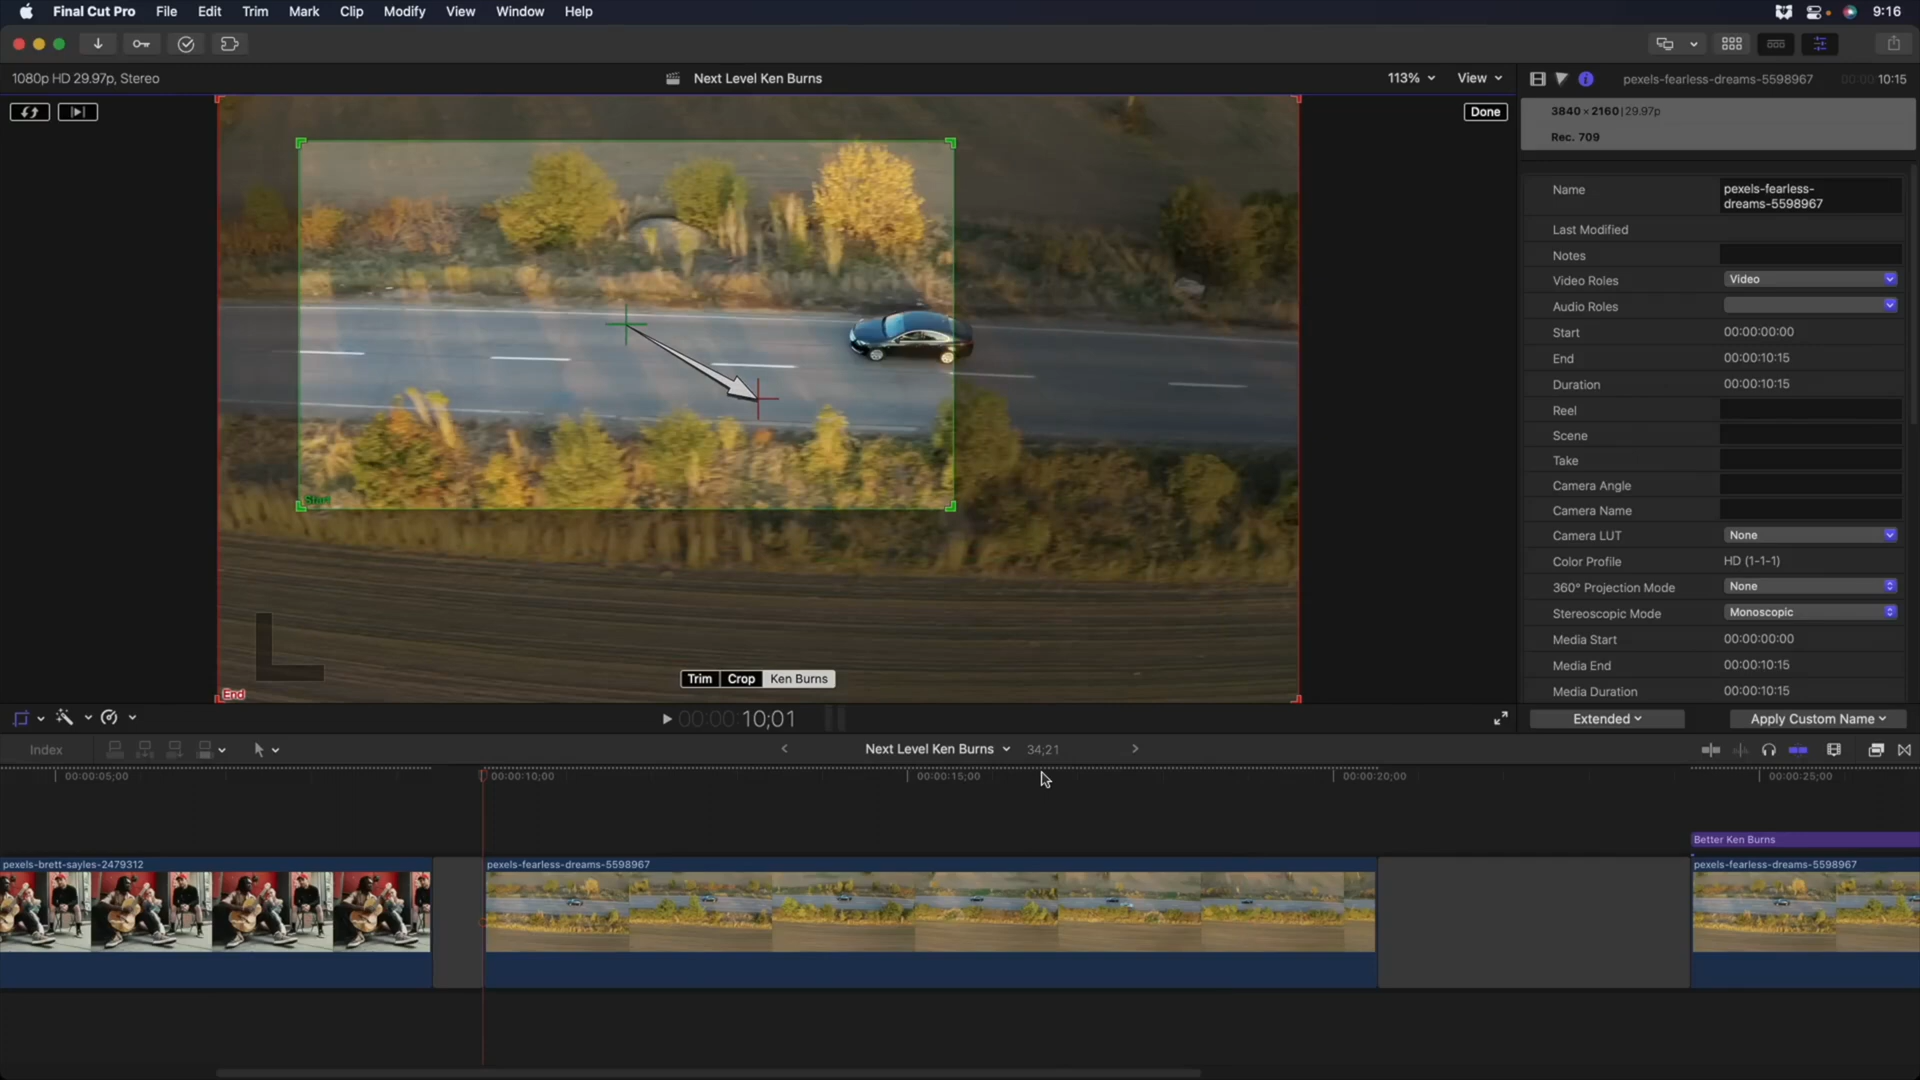 Final Cut Pro File Edit Trim Mark Clip Modify View Window Help 9:16
1080p HD 29.97p, Stereo Next Level Ken Burns 113% View pexels-fearless-dreams-5598967 00:00:10:15
Done
3840 × 2160 | 29.97p
Rec. 709
Name pexels-fearless-
dreams-5598967
Last Modified
Notes
Video Roles Video
Audio Roles
Start 00:00:00:00
End 00:00:10:15
Duration 00:00:10:15
Reel
Scene
Take
Camera Angle
Start
Camera Name
Camera LUT None
Color Profile HD (1-1-1)
360° Projection Mode None
Stereoscopic Mode Monoscopic
Media Start 00:00:00:00
Media End 00:00:10:15
Trim Crop Ken Burns
Media Duration 00:00:10:15
End
00:00:10;01 Extended Apply Custom Name
Index Next Level Ken Burns 34,21
00:00:05;00 00:00:10;00 00:00:15;00 00:00:20;00 00:00:25;00
Better Ken Burns
pexels-brett-sayles-2479312 pexels-fearless-dreams-5598967 pexels-fearless-dreams-5598967